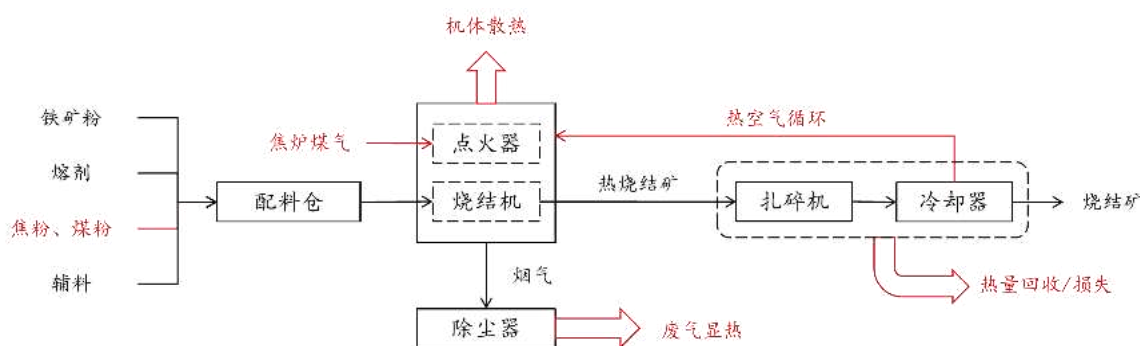 机体散热
铁矿粉
熔剂
焦粉、煤粉
辅料
配料仓
焦炉煤气
点火器
烧结机
热空气循环
热烧结矿
扎碎机
冷却器
烧结矿
烟气
除尘器
废气显热
热量回收/损失